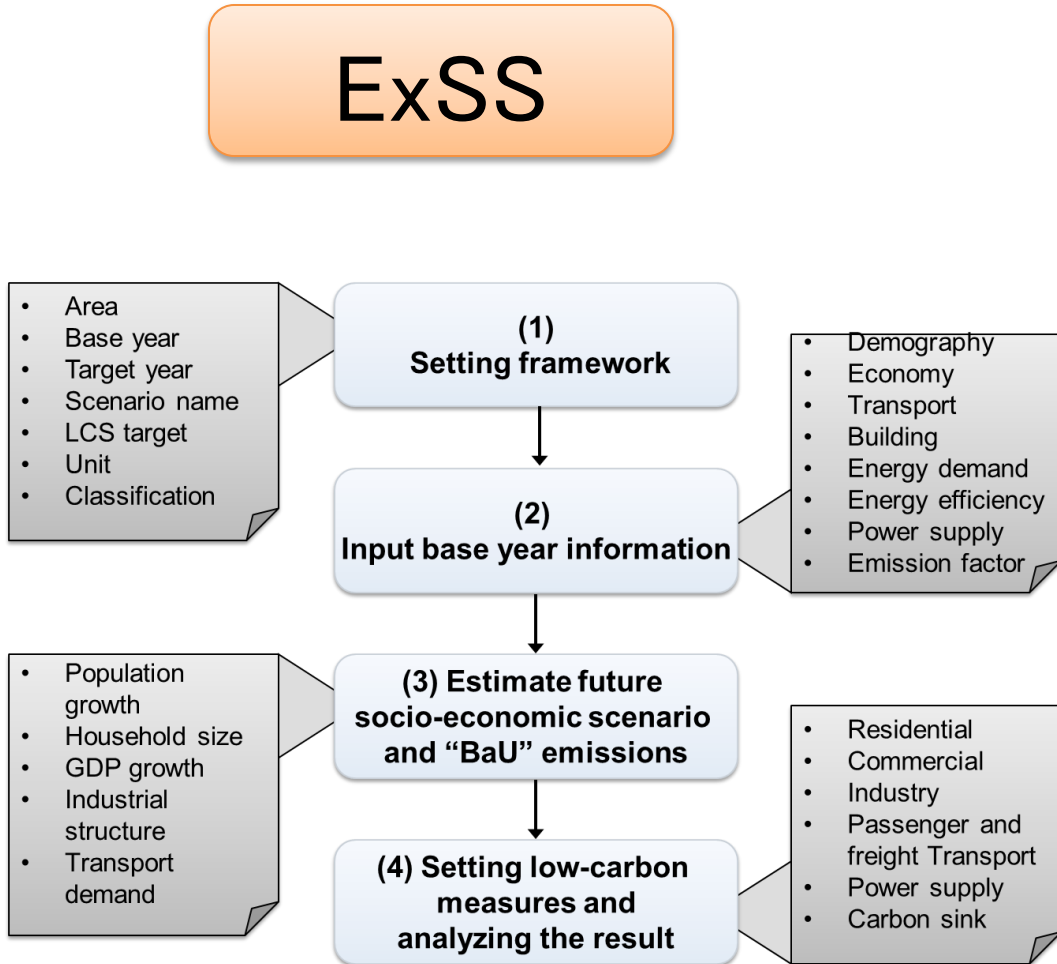 ExSS
• Area
• Base year
• Target year
• Scenario name
• LCS target
• Unit
• Classification
(1)
Setting framework
• Demography
• Economy
• Transport
• Building
• Energy demand
• Energy efficiency
• Power supply
• Emission factor
(2)
Input base year information
• Population
growth
• Household size
• GDP growth
• Industrial
structure
• Transport
demand
(3) Estimate future
socio-economic scenario
and “BaU” emissions
• Residential
• Commercial
• Industry
• Passenger and
freight Transport
• Power supply
• Carbon sink
(4) Setting low-carbon
measures and
analyzing the result